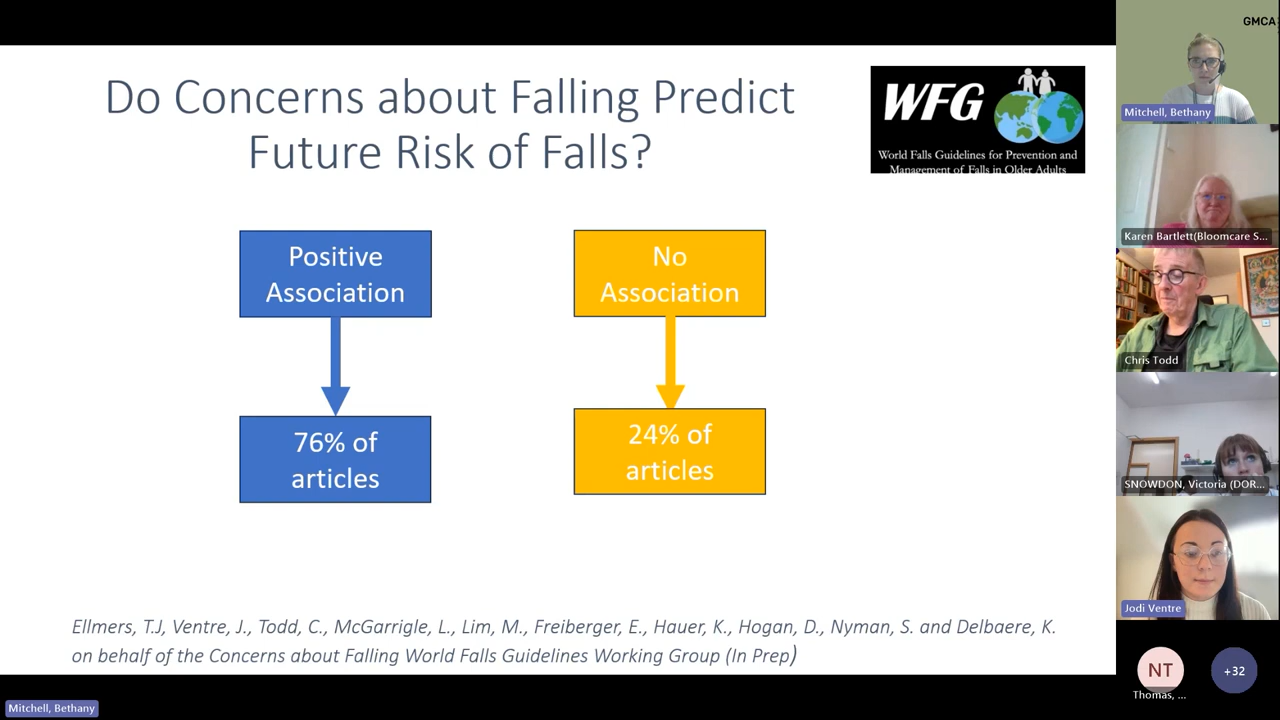 Do Concerns about Falling Predict
Future Risk of Falls?
WFG
World Falls Guidelines for Prevention and
Management of Falls in Older Adults
Positive
Association
No
Association
76% of
articles
24% of
articles
Ellmers, T.J, Ventre, J., Todd, C., McGarrigle, L., Lim, M., Freiberger, E., Hauer, K., Hogan, D., Nyman, S. and Delbaere, K.
on behalf of the Concerns about Falling World Falls Guidelines Working Group (In Prep)
Mitchell, Bethany
GMCA
Mitchell, Bethany
Karen Bartlett(Bloomcare S...
Chris Todd
SNOWDON, Victoria (DOR...
Jodi Ventre
NT
Thomas, ...
+32